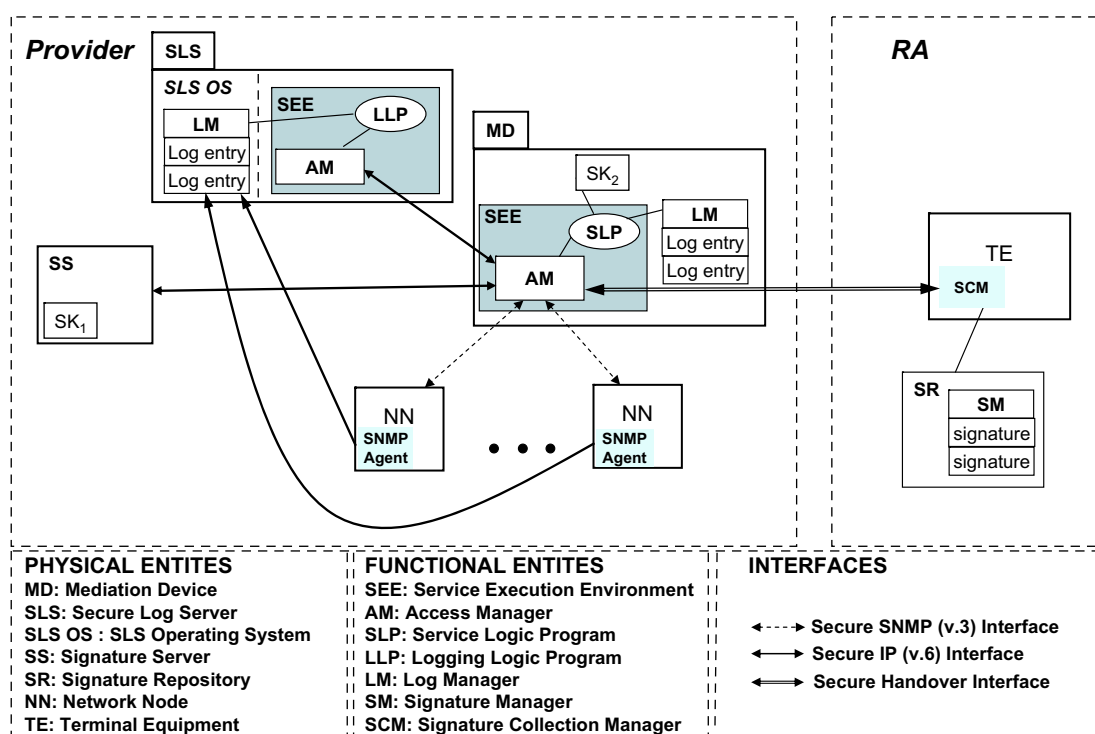 Provider
SLS
SLS OS
LM
Log entry
Log entry
SEE
LLP
AM
MD
SK2
SEE
SLP
LM
Log entry
Log entry
AM
SS
SK1
NN
SNMP
Agent
• • •
NN
SNMP
Agent
RA
TE
SCM
SR
SM
signature
signature
PHYSICAL ENTITES
MD: Mediation Device
SLS: Secure Log Server
SLS OS : SLS Operating System
SS: Signature Server
SR: Signature Repository
NN: Network Node
TE: Terminal Equipment
FUNCTIONAL ENTITES
SEE: Service Execution Environment
AM: Access Manager
SLP: Service Logic Program
LLP: Logging Logic Program
LM: Log Manager
SM: Signature Manager
SCM: Signature Collection Manager
INTERFACES
Secure SNMP (v.3) Interface
Secure IP (v.6) Interface
Secure Handover Interface